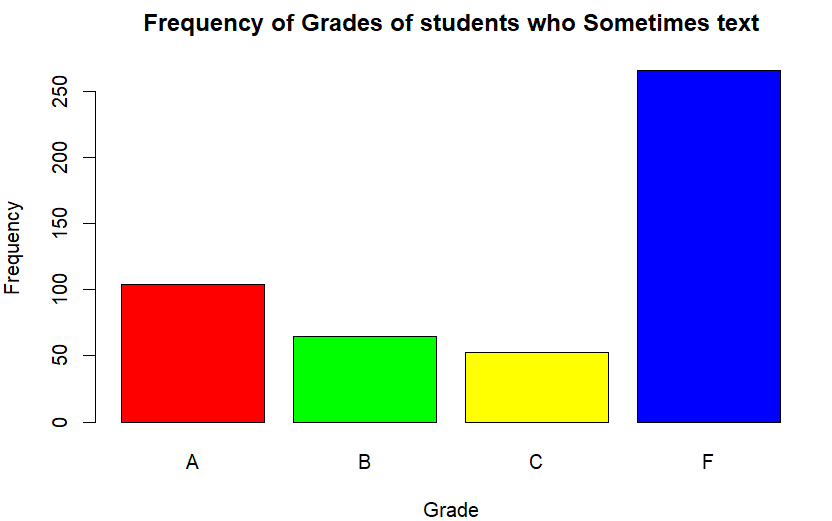 Frequency of Grades of students who Sometimes text
250
200
150
100
50
0
Frequency
A B C F
Grade